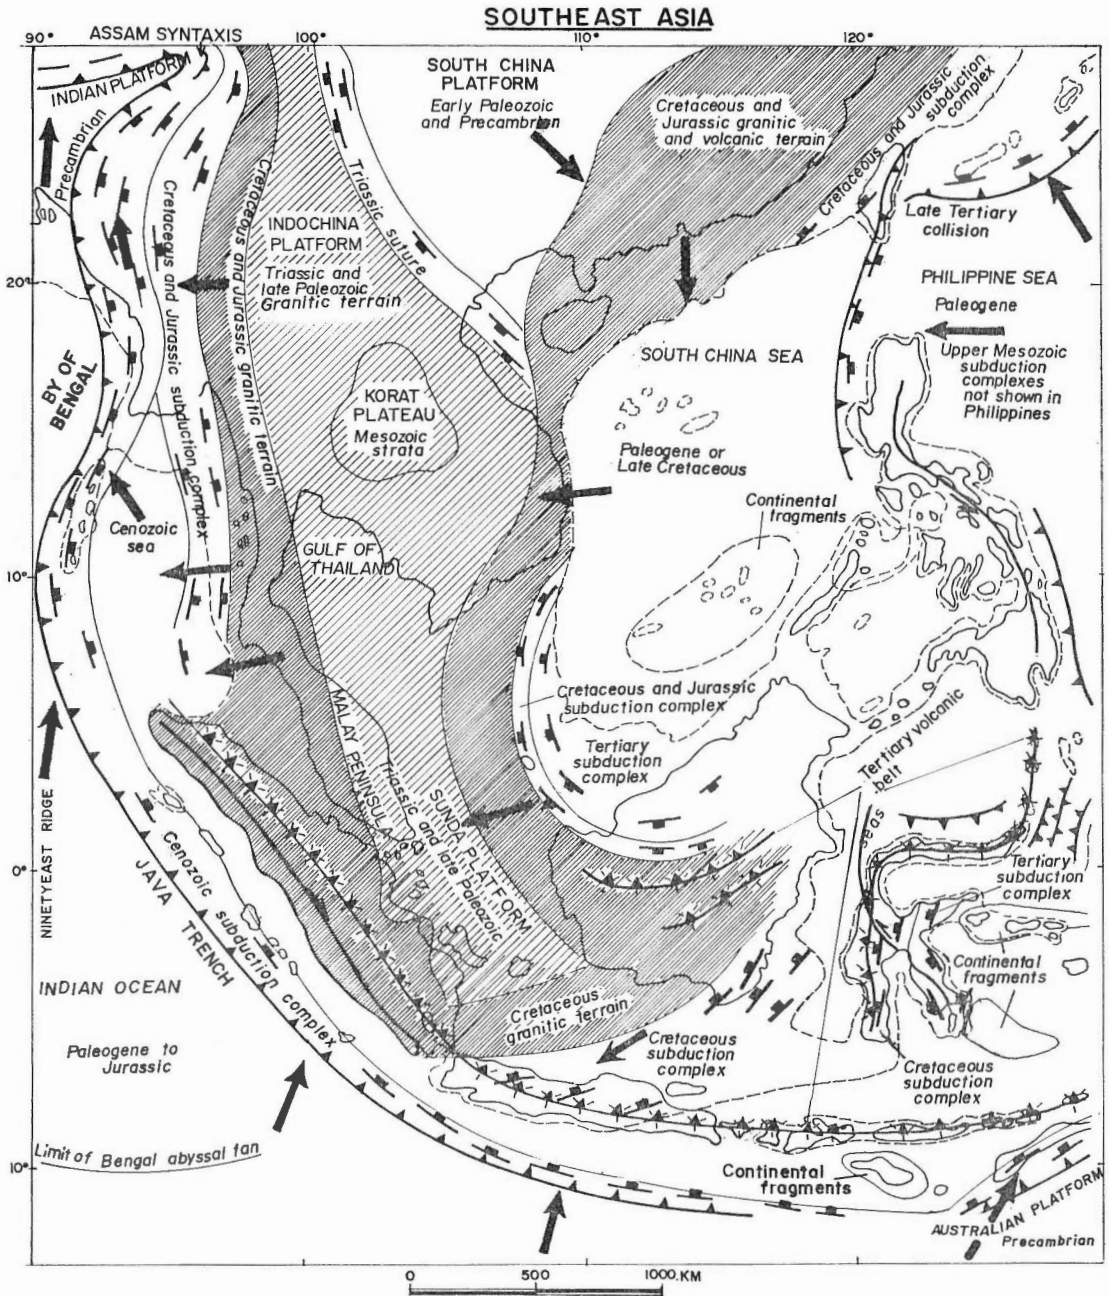 SOUTHEAST ASIA
90°
ASSAM SYNTAXIS
100°
110°
120°
INDIAN PLATFORM
Precambrian
SOUTH CHINA
PLATFORM
Early Paleozoic
and Precambrian
Cretaceous and
Jurassic granitic
and volcanic terrain
Cretaceous and Jurassic
subduction
complex
Late Tertiary
collision
Triassic suture
Cretaceous and Jurassic granitic terrain
Cretaceous and Jurassic subduction complex
INDOCHINA
PLATFORM
Triassic and
late Paleozoic
Granitic terrain
20°
PHILIPPINE SEA
Paleogene
Upper Mesozoic
subduction
complexes
not shown in
Philippines
SOUTH CHINA SEA
BY OF
BENGAL
KORAT
PLATEAU
Mesozoic
strata
Paleogene or
Late Cretaceous
Continental
fragments
Cenozoic
sea
GULF OF
THAILAND
10°
Cretaceous and Jurassic
subduction complex
Tertiary
subduction
complex
Tertiary volcanic
belt
seas
MALAY PENINSULA
Triassic and late Paleozoic
SUNDA PLATFORM
NINETYEAST RIDGE
JAVA TRENCH
Cenozoic subduction complex
0°
Tertiary
subduction
complex
Continental
fragments
INDIAN OCEAN
Paleogene to
Jurassic
Cretaceous
granitic terrain
Cretaceous
subduction
complex
Cretaceous
subduction
complex
Limit of Bengal abyssal fan
10°
Continental
fragments
AUSTRALIAN PLATFORM
Precambrian
0
500
1000.KM